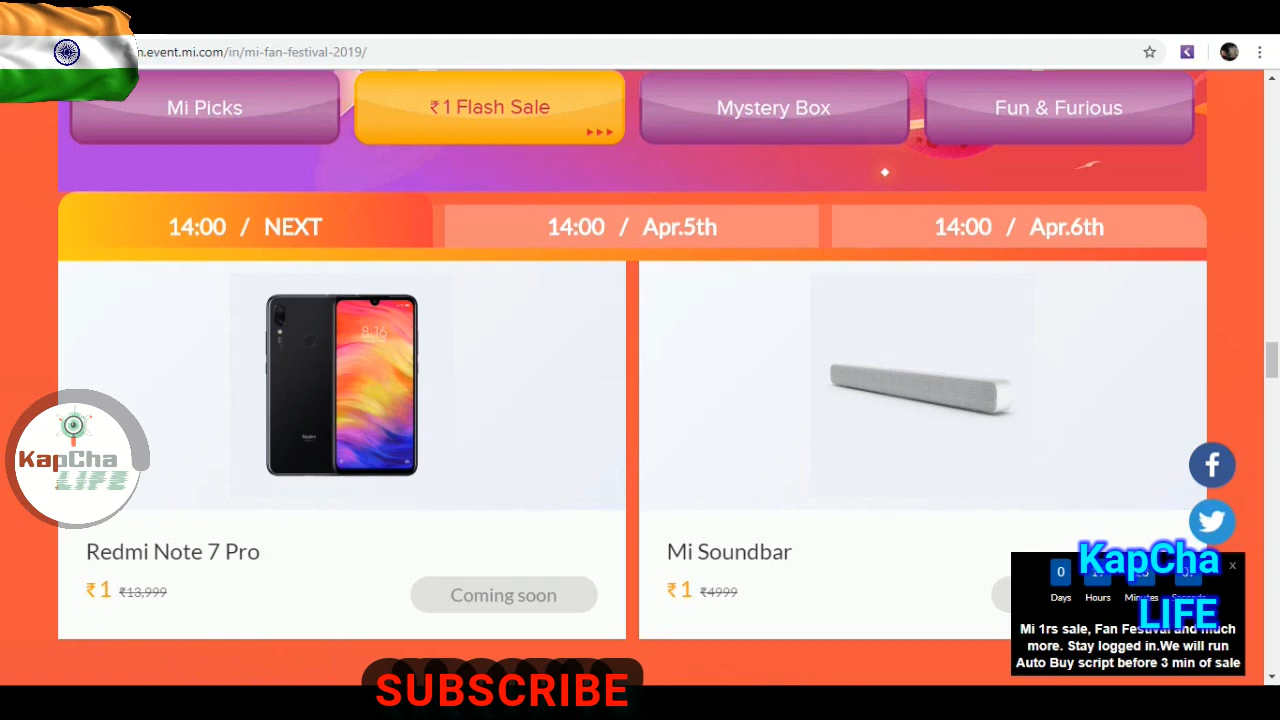 n.event.mi.com/in/mi-fan-festival-2019/
Mi Picks
₹1 Flash Sale
Mystery Box
Fun & Furious
14:00 / NEXT
14:00 / Apr.5th
14:00 / Apr.6th
8:16
Redmi Note 7 Pro
₹1 ₹13,999
Coming soon
Mi Soundbar
₹1 ₹4999
KapCha
LIFE
KapCha
LIFE
0
x
Days Hours Minutes Seconds
Mi 1rs sale, Fan Festival and much
more. Stay logged in.We will run
Auto Buy script before 3 min of sale
SUBSCRIBE